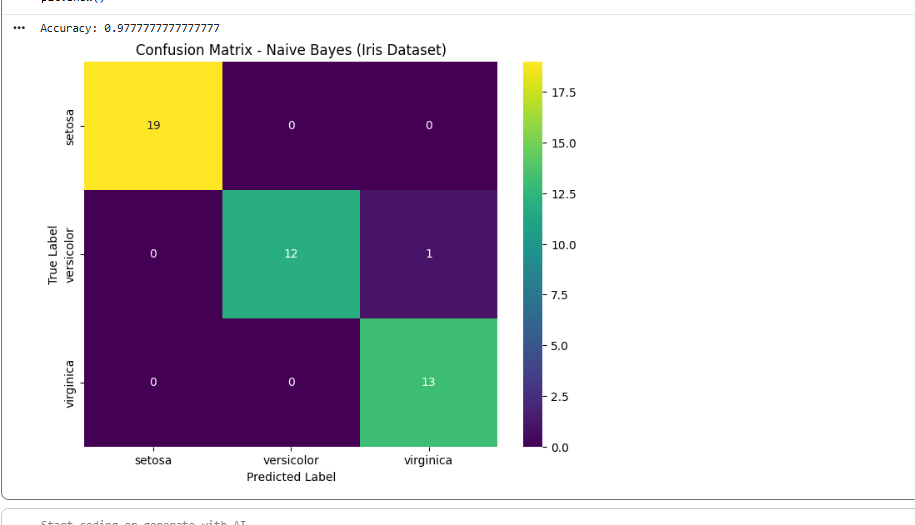 ••• Accuracy: 0.9777777777777777
Confusion Matrix - Naive Bayes (Iris Dataset)
19 0 0
0 12 1
0 0 13
setosa
versicolor
virginica
True Label
setosa versicolor virginica
Predicted Label
17.5
15.0
12.5
10.0
7.5
5.0
2.5
0.0